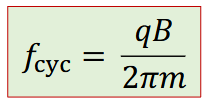 f_cyc = qB / 2πm